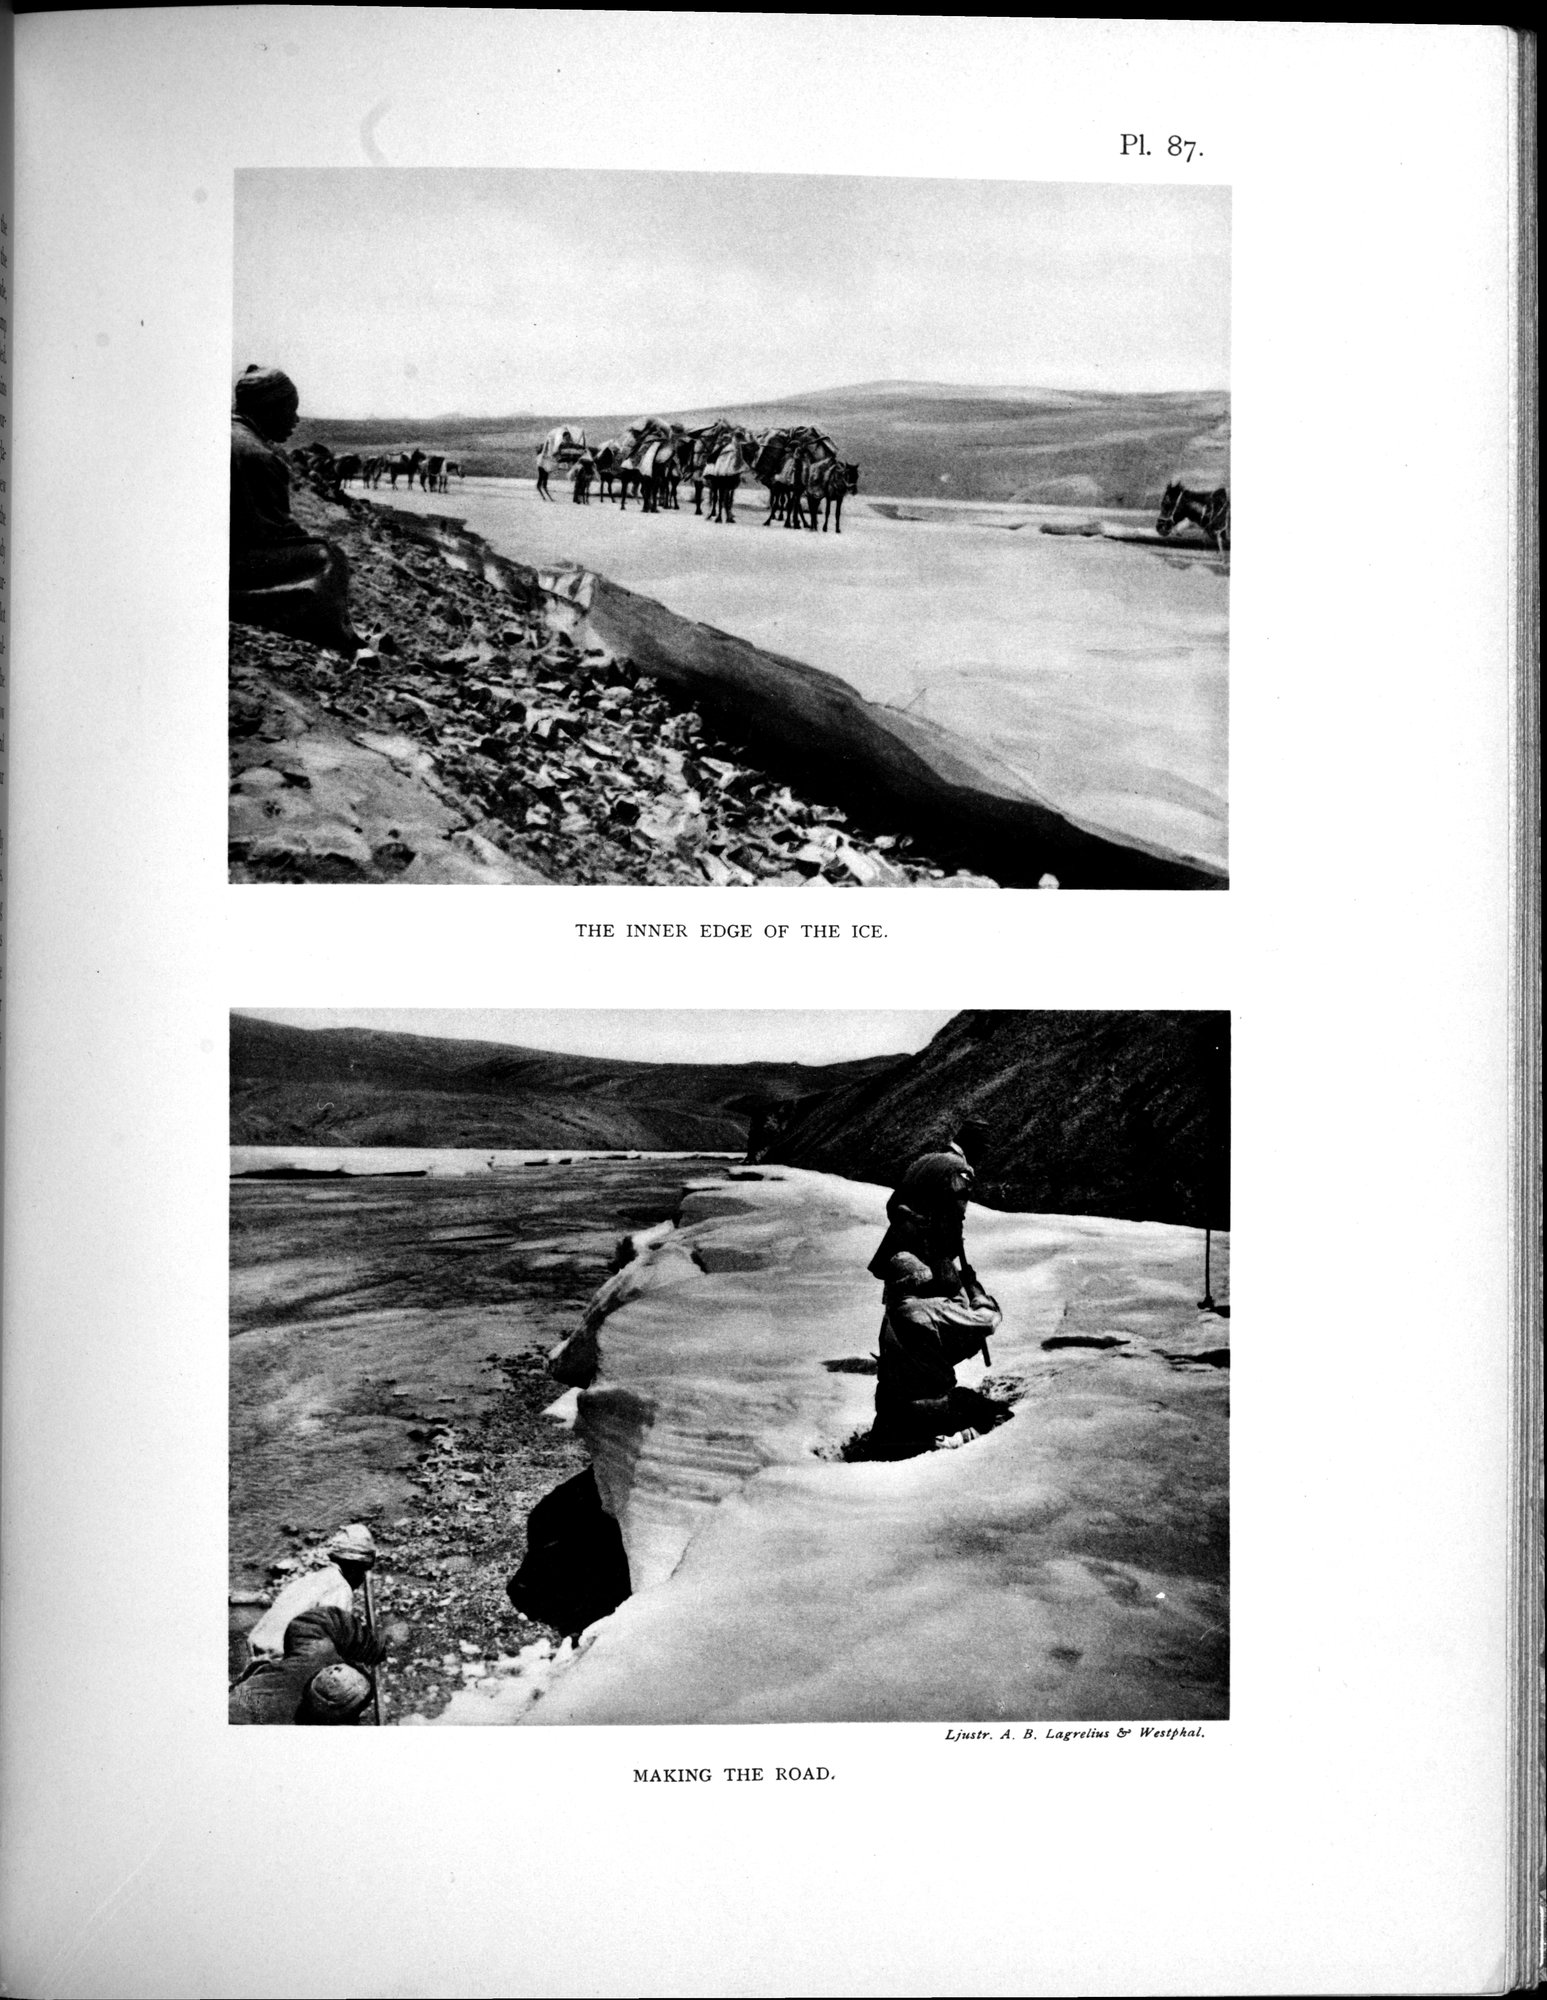 Pl. 87.
THE INNER EDGE OF THE ICE.
Ljustr. A. B. Lagrelius & Westphal.
MAKING THE ROAD.